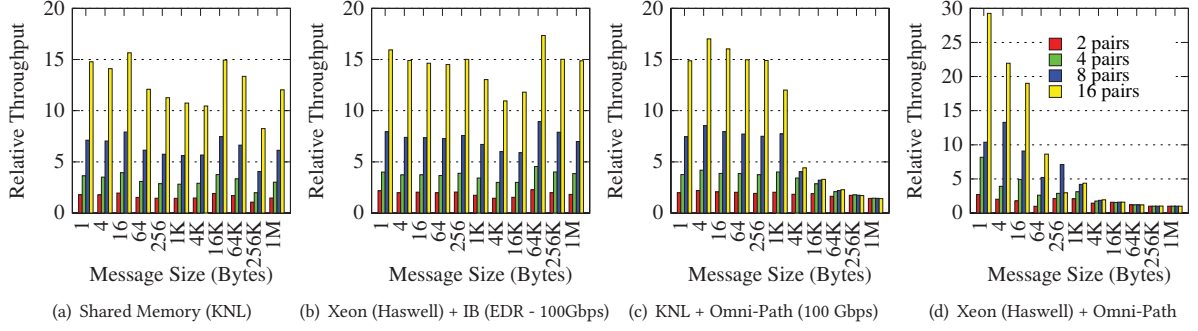 20
15
10
5
0
Relative Throughput
1
4
16
64
256
1K
4K
16K
64K
256K
1M
Message Size (Bytes)
(a) Shared Memory (KNL)
20
15
10
5
0
Relative Throughput
1
4
16
64
256
1K
4K
16K
64K
256K
1M
Message Size (Bytes)
(b) Xeon (Haswell) + IB (EDR - 100Gbps)
20
15
10
5
0
Relative Throughput
1
4
16
64
256
1K
4K
16K
64K
256K
1M
Message Size (Bytes)
(c) KNL + Omni-Path (100 Gbps)
30
25
20
15
10
5
0
Relative Throughput
2 pairs
4 pairs
8 pairs
16 pairs
1
4
16
64
256
1K
4K
16K
64K
256K
1M
Message Size (Bytes)
(d) Xeon (Haswell) + Omni-Path